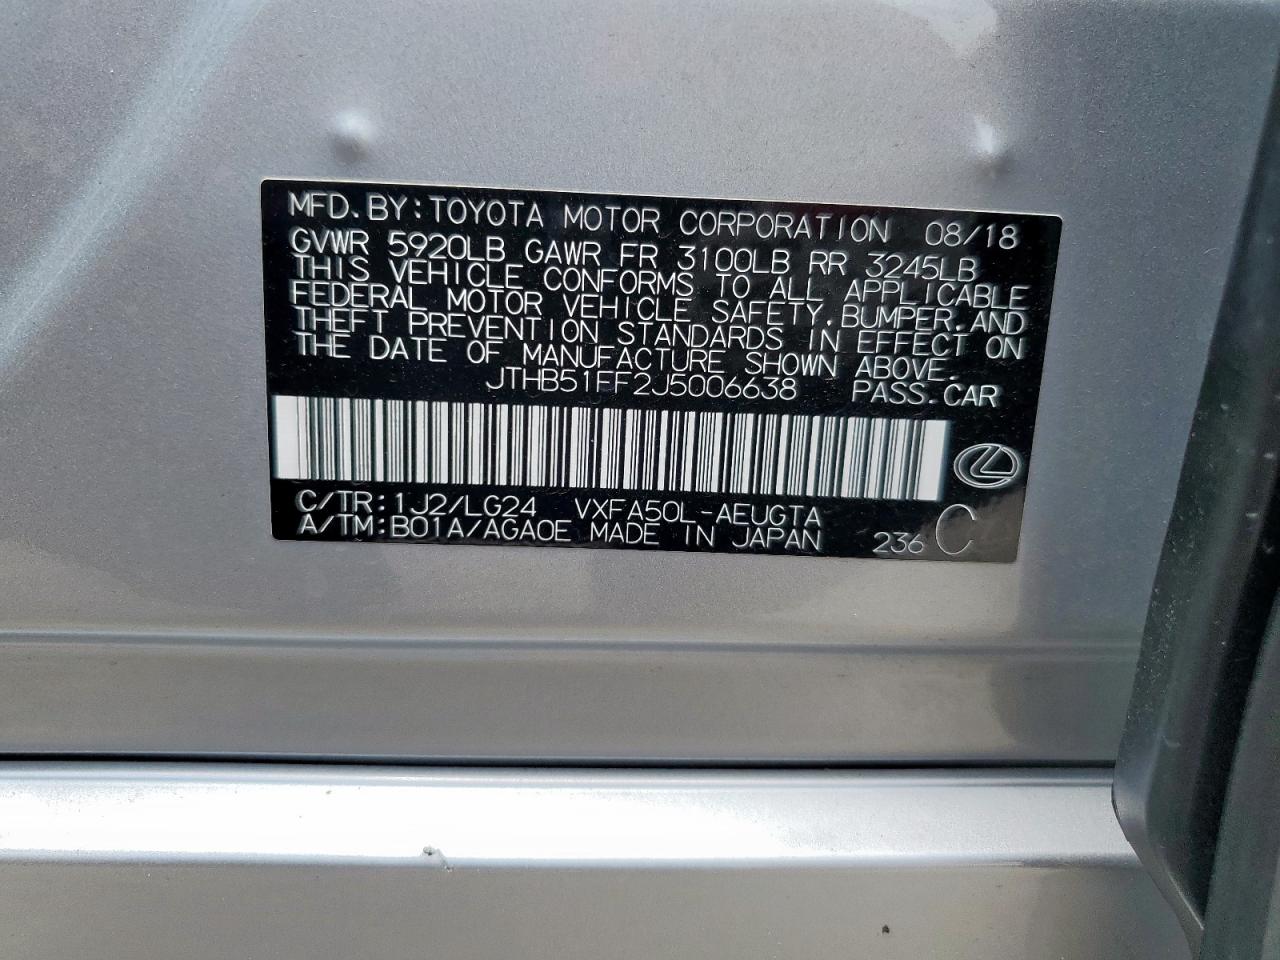 MFD.BY:TOYOTA MOTOR CORPORATION 08/18
GVWR 5920LB GAWR FR 3100LB RR 3245LB
THIS VEHICLE CONFORMS TO ALL APPLICABLE
FEDERAL MOTOR VEHICLE SAFETY,BUMPER,AND
THEFT PREVENTION STANDARDS IN EFFECT ON
THE DATE OF MANUFACTURE SHOWN ABOVE.
JTHB51FF2J5006638 PASS.CAR
C/TR:1J2/LG24 VXFA50L-AEUGTA
A/TM:B01A/AGA0E MADE IN JAPAN 236 C